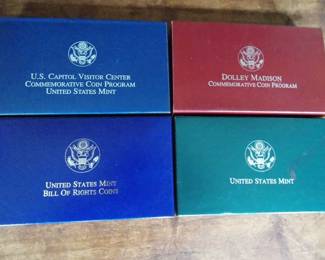 U.S. Capitol Visitor Center
Commemorative Coin Program
United States Mint
Dolley Madison
Commemorative Coin Program
United States Mint
Bill of Rights Coins
United States Mint